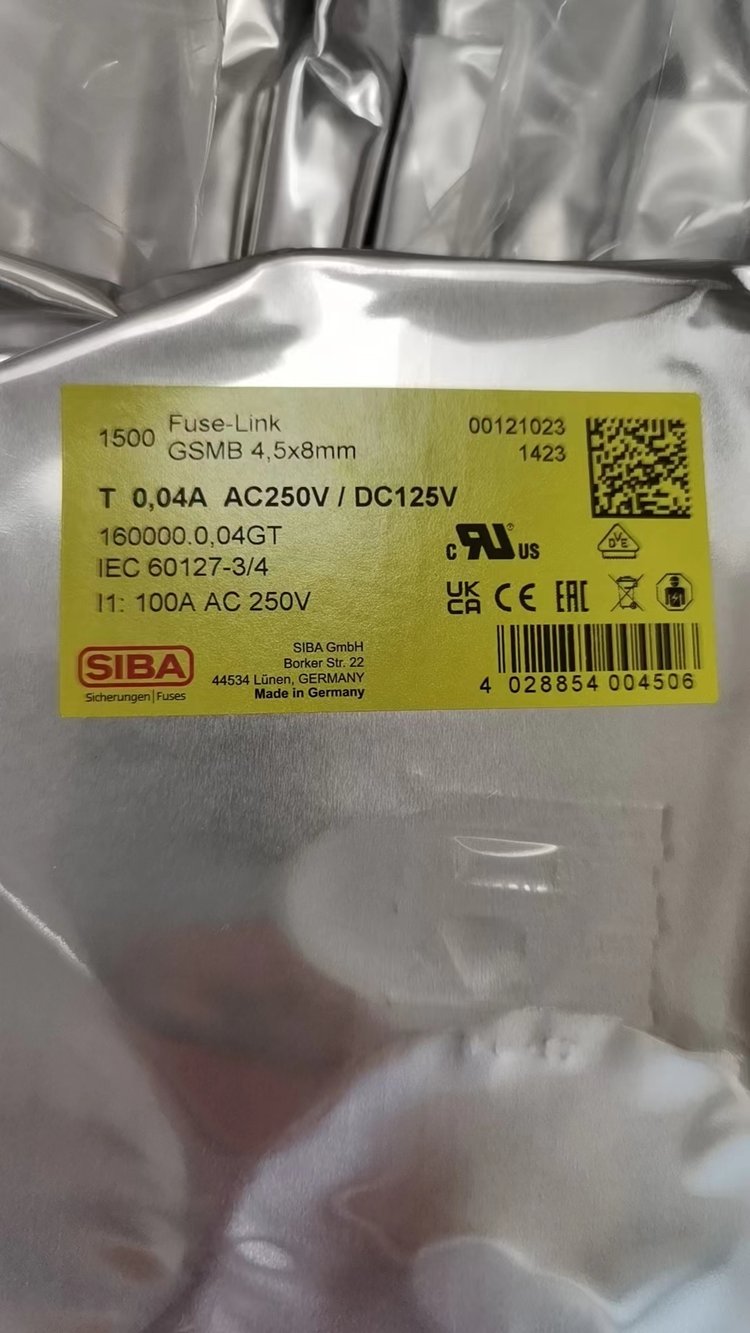 1500 Fuse-Link
GSMB 4,5x8mm
00121023
1423
T 0,04A AC250V / DC125V
160000.0,04GT
IEC 60127-3/4
I1: 100A AC 250V
c RU US
DVE
UK
CA CE EAC
SIBA
Sicherungen | Fuses
SIBA GmbH
Borker Str. 22
44534 Lünen, GERMANY
Made in Germany
4 028854 004506